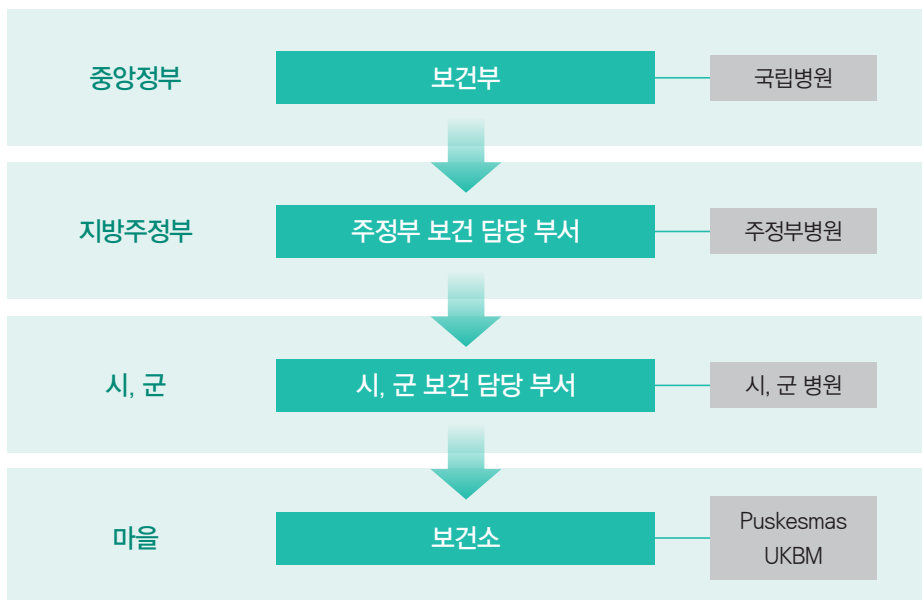 중앙정부
보건부
국립병원
지방주정부
주정부 보건 담당 부서
주정부병원
시, 군
시, 군 보건 담당 부서
시, 군 병원
마을
보건소
Puskesmas
UKBM